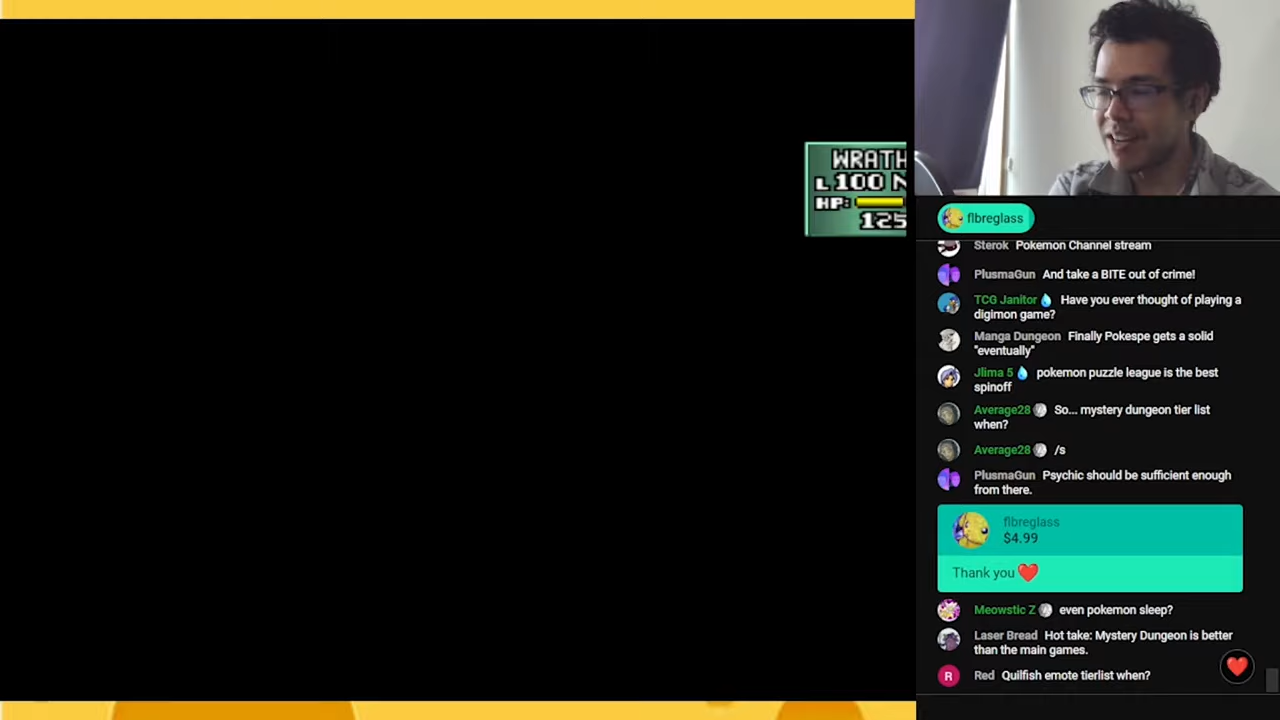 WRATH
L 100 N
HP:
125
flbreglass
Sterok Pokemon Channel stream
PlusmaGun And take a BITE out of crime!
TCG Janitor Have you ever thought of playing a
digimon game?
Manga Dungeon Finally Pokespe gets a solid
"eventually"
Jlima 5 pokemon puzzle league is the best
spinoff
Average28 So... mystery dungeon tier list
when?
Average28 /s
PlusmaGun Psychic should be sufficient enough
from there.
flbreglass
$4.99
Thank you
Meowstic Z even pokemon sleep?
Laser Bread Hot take: Mystery Dungeon is better
than the main games.
R Red Quilfish emote tierlist when?